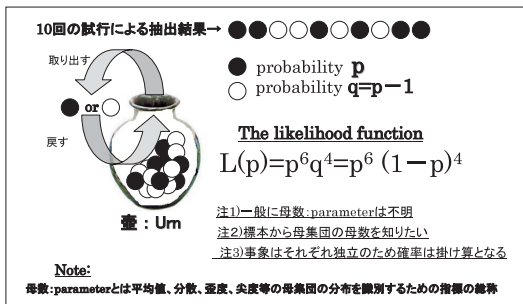 10回の試行による抽出結果→
取り出す
probability p
probability q=p−1
or
戻す
The likelihood function
L(p)=p⁶q⁴=p⁶ (1−p)⁴
壺：Urn
注1)一般に母数:parameterは不明
注2)標本から母集団の母数を知りたい
注3)事象はそれぞれ独立のため確率は掛け算となる
Note:
母数:parameterとは平均値、分散、歪度、尖度等の母集団の分布を識別するための指標の総称